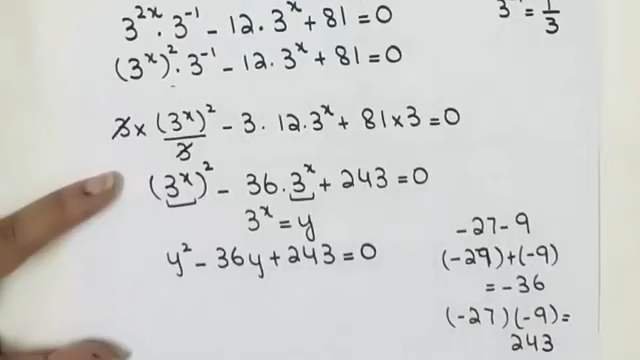 3^{2x} · 3^{-1} - 12 · 3^x + 81 = 0
(3^x)^2 · 3^{-1} - 12 · 3^x + 81 = 0
3 × (3^x)^2 / 3 - 3 · 12 · 3^x + 81 × 3 = 0
(3^x)^2 - 36 · 3^x + 243 = 0
3^x = y
y^2 - 36y + 243 = 0
= 1/3
-27 - 9
(-27) + (-9)
= -36
(-27)(-9) =
243